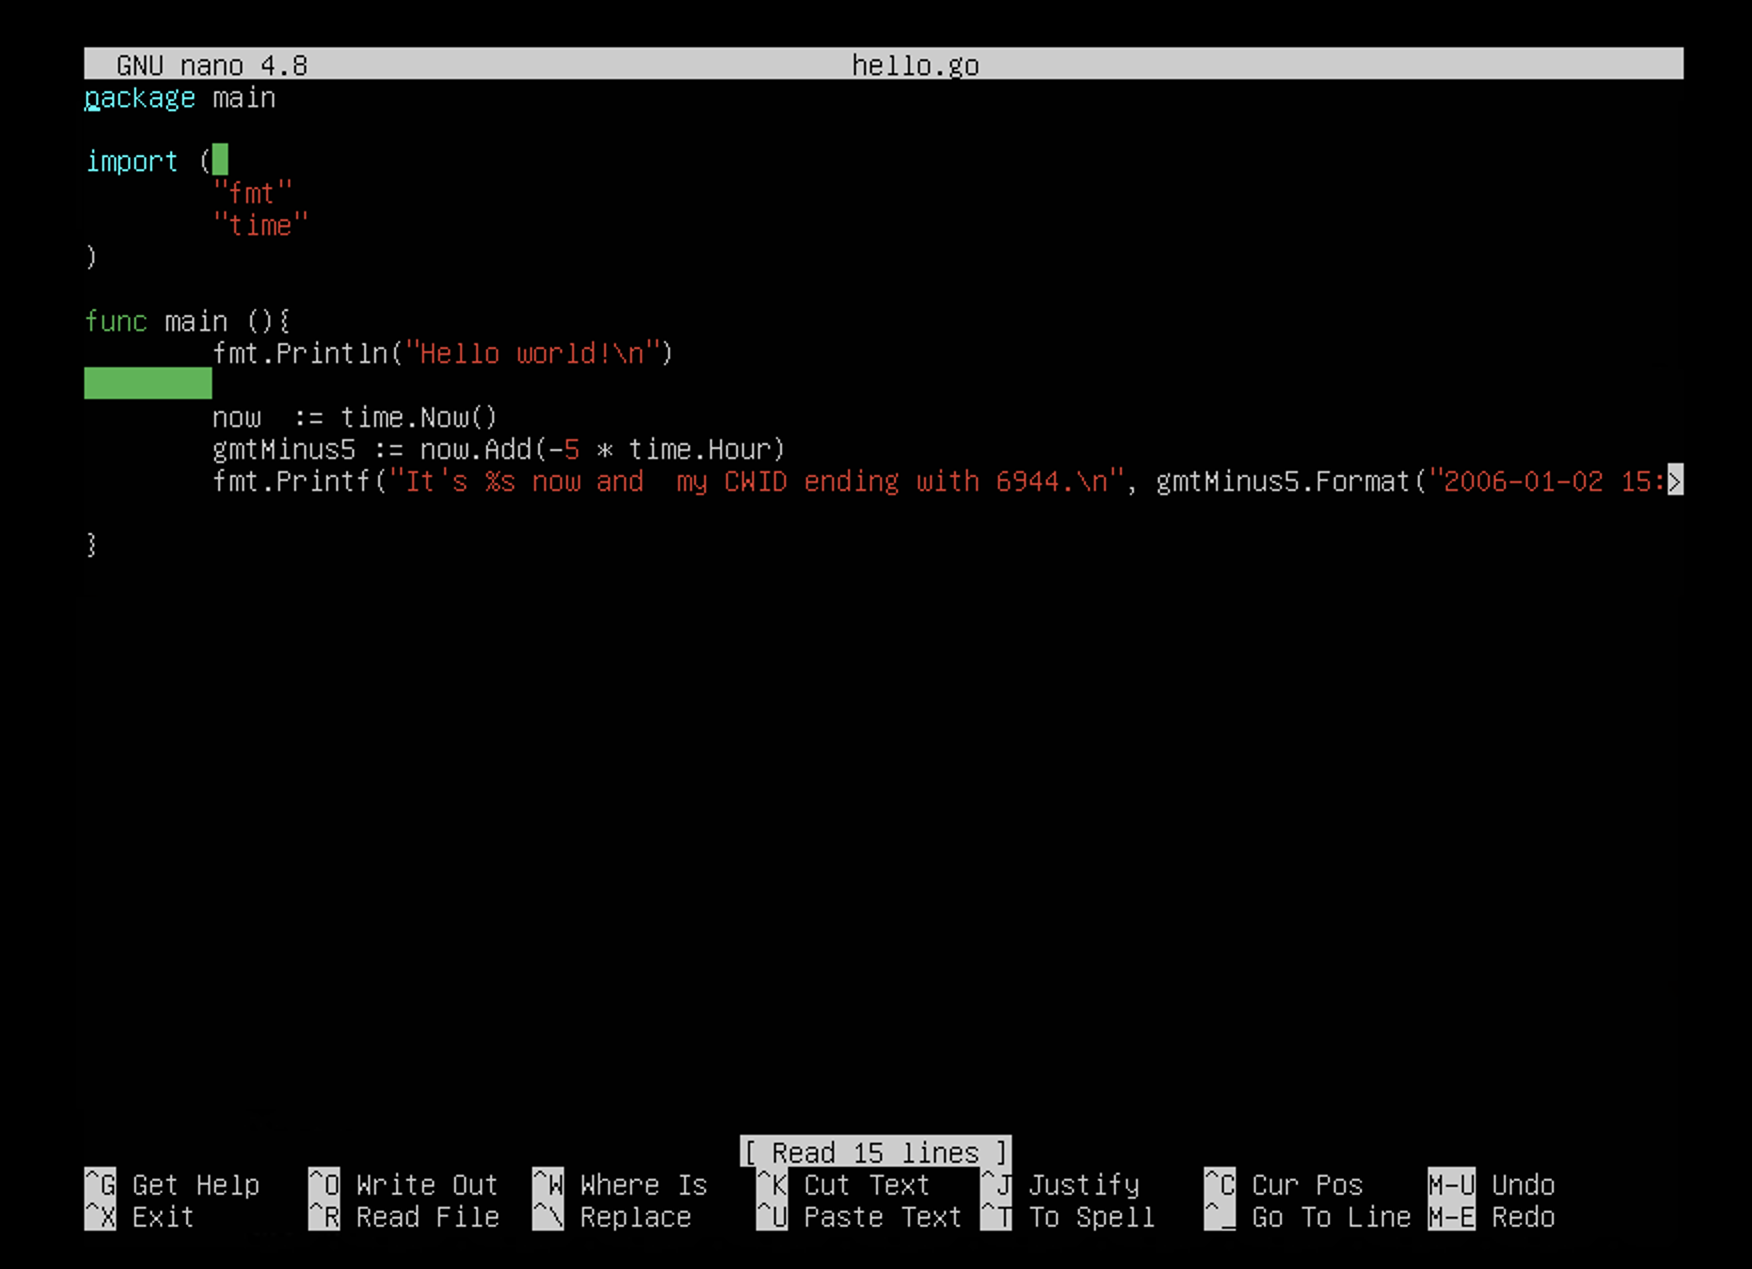 GNU nano 4.8 hello.go
package main
import (
"fmt"
"time"
)
func main (){
fmt.Println("Hello world!\n")
now  := time.Now()
gmtMinus5 := now.Add(-5 * time.Hour)
fmt.Printf("It's %s now and  my CWID ending with 6944.\n", gmtMinus5.Format("2006-01-02 15:>
}
[ Read 15 lines ]
^G Get Help ^O Write Out ^W Where Is ^K Cut Text ^J Justify ^C Cur Pos M-U Undo
^X Exit ^R Read File ^\ Replace ^U Paste Text ^T To Spell ^_ Go To Line M-E Redo